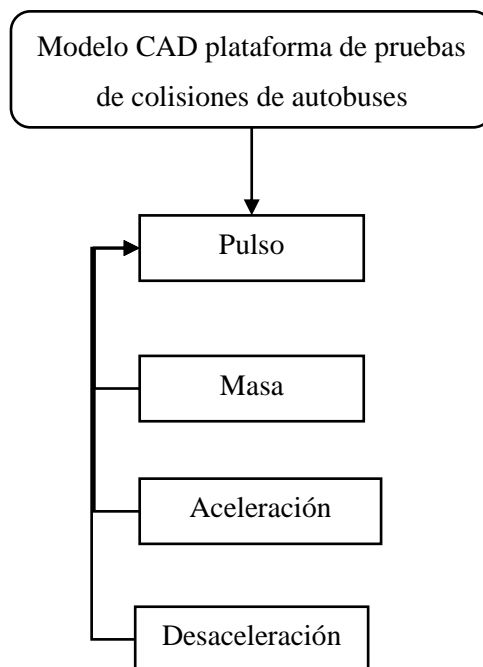 Modelo CAD plataforma de pruebas
de colisiones de autobuses
Pulso
Masa
Aceleración
Desaceleración